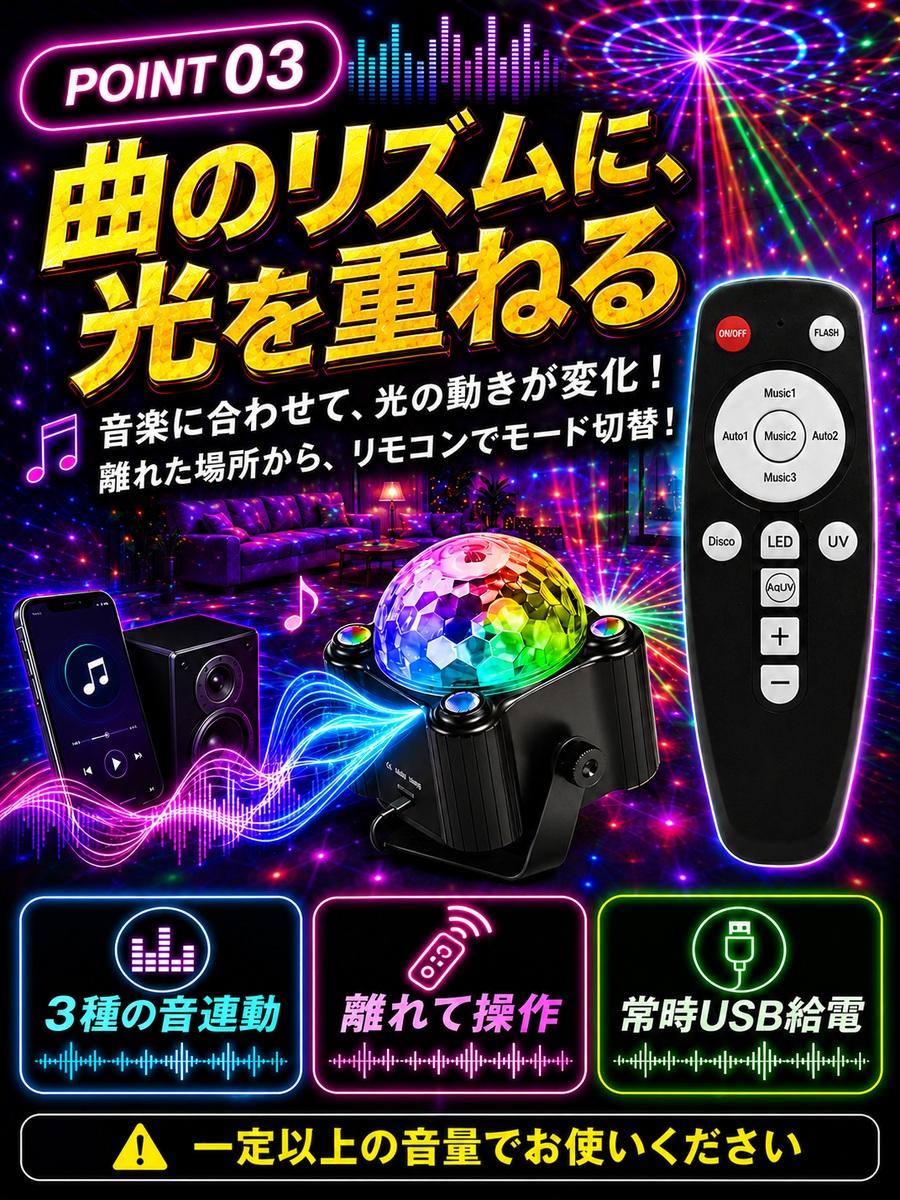 POINT 03
曲のリズムに、
光を重ねる
音楽に合わせて、光の動きが変化！
離れた場所から、リモコンでモード切替！
ON/OFF
FLASH
Music1
Auto1
Music2
Auto2
Music3
Disco
LED
UV
AqUV
+
−
3種の音連動
離れて操作
常時USB給電
一定以上の音量でお使いください